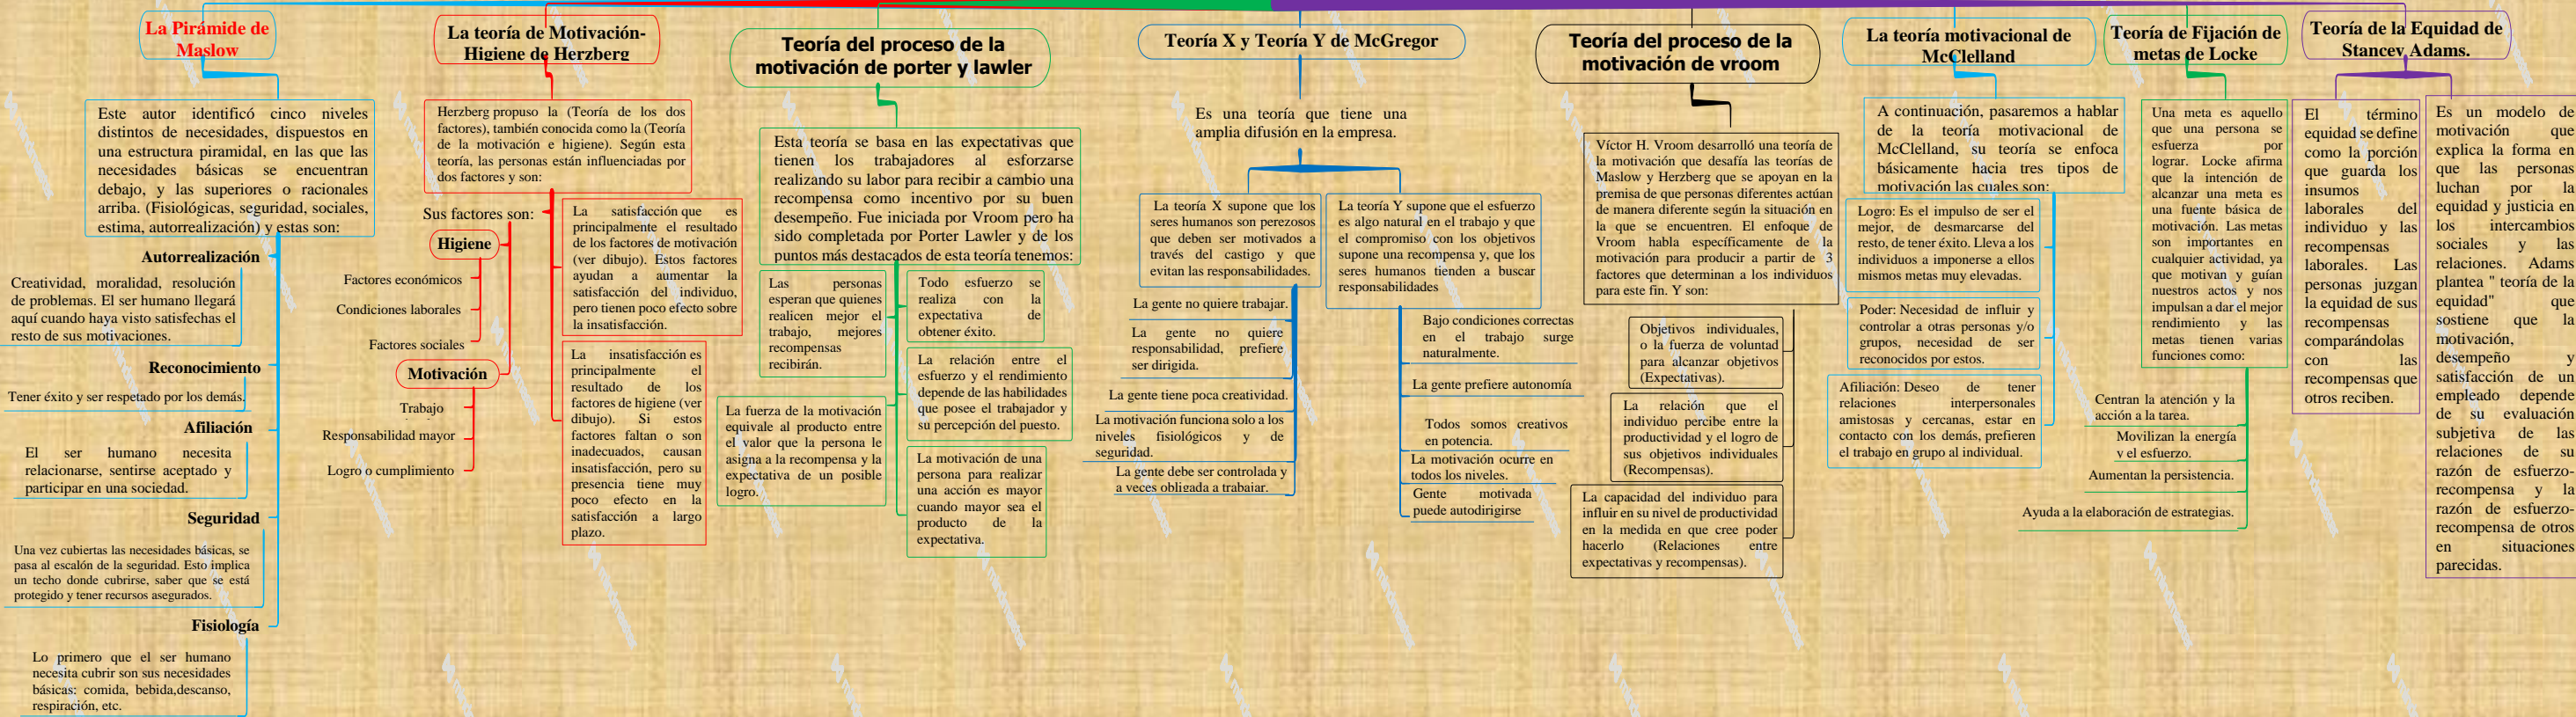 La Pirámide de
Maslow
Este autor identificó cinco niveles
distintos de necesidades, dispuestos en
una estructura piramidal, en las que las
necesidades básicas se encuentran
debajo, y las superiores o racionales
arriba. (Fisiológicas, seguridad, sociales,
estima, autorrealización) y estas son:
Autorrealización
Creatividad, moralidad, resolución
de problemas. El ser humano llegará
aquí cuando haya visto satisfechas el
resto de sus motivaciones.
Reconocimiento
Tener éxito y ser respetado por los demás.
Afiliación
El ser humano necesita
relacionarse, sentirse aceptado y
participar en una sociedad.
Seguridad
Una vez cubiertas las necesidades básicas, se
pasa al escalón de la seguridad. Esto implica
un techo donde cubrirse, saber que se está
protegido y tener recursos asegurados.
Fisiología
Lo primero que el ser humano
necesita cubrir son sus necesidades
básicas: comida, bebida,descanso,
respiración, etc.
La teoría de Motivación-
Higiene de Herzberg
Herzberg propuso la (Teoría de los dos
factores), también conocida como la (Teoría
de la motivación e higiene). Según esta
teoría, las personas están influenciadas por
dos factores y son:
Sus factores son:
Higiene
Factores económicos
Condiciones laborales
Factores sociales
Motivación
Trabajo
Responsabilidad mayor
Logro o cumplimiento
La satisfacción que es
principalmente el resultado
de los factores de motivación
(ver dibujo). Estos factores
ayudan a aumentar la
satisfacción del individuo,
pero tienen poco efecto sobre
la insatisfacción.
La insatisfacción es
principalmente el
resultado de los
factores de higiene (ver
dibujo). Si estos
factores faltan o son
inadecuados, causan
insatisfacción, pero su
presencia tiene muy
poco efecto en la
satisfacción a largo
plazo.
Teoría del proceso de la
motivación de porter y lawler
Esta teoría se basa en las expectativas que
tienen los trabajadores al esforzarse
realizando su labor para recibir a cambio una
recompensa como incentivo por su buen
desempeño. Fue iniciada por Vroom pero ha
sido completada por Porter Lawler y de los
puntos más destacados de esta teoría tenemos:
Las personas
esperan que quienes
realicen mejor el
trabajo, mejores
recompensas
recibirán.
La fuerza de la motivación
equivale al producto entre
el valor que la persona le
asigna a la recompensa y la
expectativa de un posible
logro.
Todo esfuerzo se
realiza con la
expectativa de
obtener éxito.
La relación entre el
esfuerzo y el rendimiento
depende de las habilidades
que posee el trabajador y
su percepción del puesto.
La motivación de una
persona para realizar
una acción es mayor
cuando mayor sea el
producto de la
expectativa.
Teoría X y Teoría Y de McGregor
Es una teoría que tiene una
amplia difusión en la empresa.
La teoría X supone que los
seres humanos son perezosos
que deben ser motivados a
través del castigo y que
evitan las responsabilidades.
La gente no quiere trabajar.
La gente no quiere
responsabilidad, prefiere
ser dirigida.
La gente tiene poca creatividad.
La motivación funciona solo a los
niveles fisiológicos y de
seguridad.
La gente debe ser controlada y
a veces obligada a trabajar.
La teoría Y supone que el esfuerzo
es algo natural en el trabajo y que
el compromiso con los objetivos
supone una recompensa y, que los
seres humanos tienden a buscar
responsabilidades
Bajo condiciones correctas
en el trabajo surge
naturalmente.
La gente prefiere autonomía
Todos somos creativos
en potencia.
La motivación ocurre en
todos los niveles.
Gente motivada
puede autodirigirse
Teoría del proceso de la
motivación de vroom
Víctor H. Vroom desarrolló una teoría de
la motivación que desafía las teorías de
Maslow y Herzberg que se apoyan en la
premisa de que personas diferentes actúan
de manera diferente según la situación en
la que se encuentren. El enfoque de
Vroom habla específicamente de la
motivación para producir a partir de 3
factores que determinan a los individuos
para este fin. Y son:
Objetivos individuales,
o la fuerza de voluntad
para alcanzar objetivos
(Expectativas).
La relación que el
individuo percibe entre la
productividad y el logro de
sus objetivos individuales
(Recompensas).
La capacidad del individuo para
influir en su nivel de productividad
en la medida en que cree poder
hacerlo (Relaciones entre
expectativas y recompensas).
La teoría motivacional de
McClelland
A continuación, pasaremos a hablar
de la teoría motivacional de
McClelland, su teoría se enfoca
básicamente hacia tres tipos de
motivación las cuales son:
Logro: Es el impulso de ser el
mejor, de desmarcarse del
resto, de tener éxito. Lleva a los
individuos a imponerse a ellos
mismos metas muy elevadas.
Poder: Necesidad de influir y
controlar a otras personas y/o
grupos, necesidad de ser
reconocidos por estos.
Afiliación: Deseo de tener
relaciones interpersonales
amistosas y cercanas, estar en
contacto con los demás, prefieren
el trabajo en grupo al individual.
Teoría de Fijación de
metas de Locke
Una meta es aquello
que una persona se
esfuerza por
lograr. Locke afirma
que la intención de
alcanzar una meta es
una fuente básica de
motivación. Las metas
son importantes en
cualquier actividad, ya
que motivan y guían
nuestros actos y nos
impulsan a dar el mejor
rendimiento y las
metas tienen varias
funciones como:
Centran la atención y la
acción a la tarea.
Movilizan la energía
y el esfuerzo.
Aumentan la persistencia.
Ayuda a la elaboración de estrategias.
Teoría de la Equidad de
Stancey Adams.
El término
equidad se define
como la porción
que guarda los
insumos
laborales del
individuo y las
recompensas
laborales. Las
personas juzgan
la equidad de sus
recompensas
comparándolas
con las
recompensas que
otros reciben.
Es un modelo de
motivación que
explica la forma en
que las personas
luchan por la
equidad y justicia en
los intercambios
sociales y las
relaciones. Adams
plantea " teoría de la
equidad" que
sostiene que la
motivación,
desempeño y
satisfacción de un
empleado depende
de su evaluación
subjetiva de las
relaciones de su
razón de esfuerzo-
recompensa y la
razón de esfuerzo-
recompensa de otros
en situaciones
parecidas.